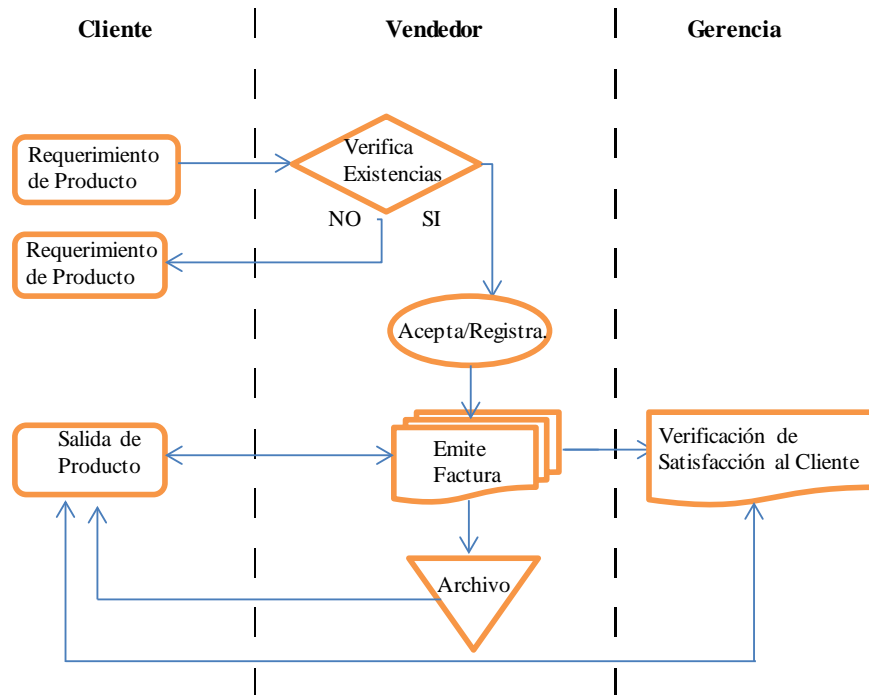 Cliente
Vendedor
Gerencia
Requerimiento
de Producto
Verifica
Existencias
NO
SI
Requerimiento
de Producto
Acepta/Registra.
Salida de
Producto
Emite
Factura
Verificación de
Satisfacción al Cliente
Archivo